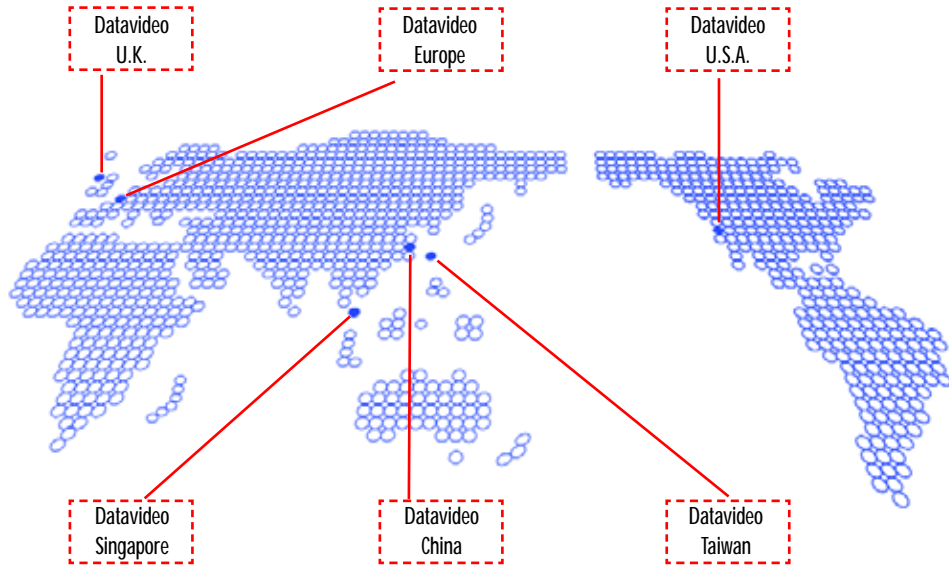 Datavideo
U.K.
Datavideo
Europe
Datavideo
U.S.A.
Datavideo
Singapore
Datavideo
China
Datavideo
Taiwan